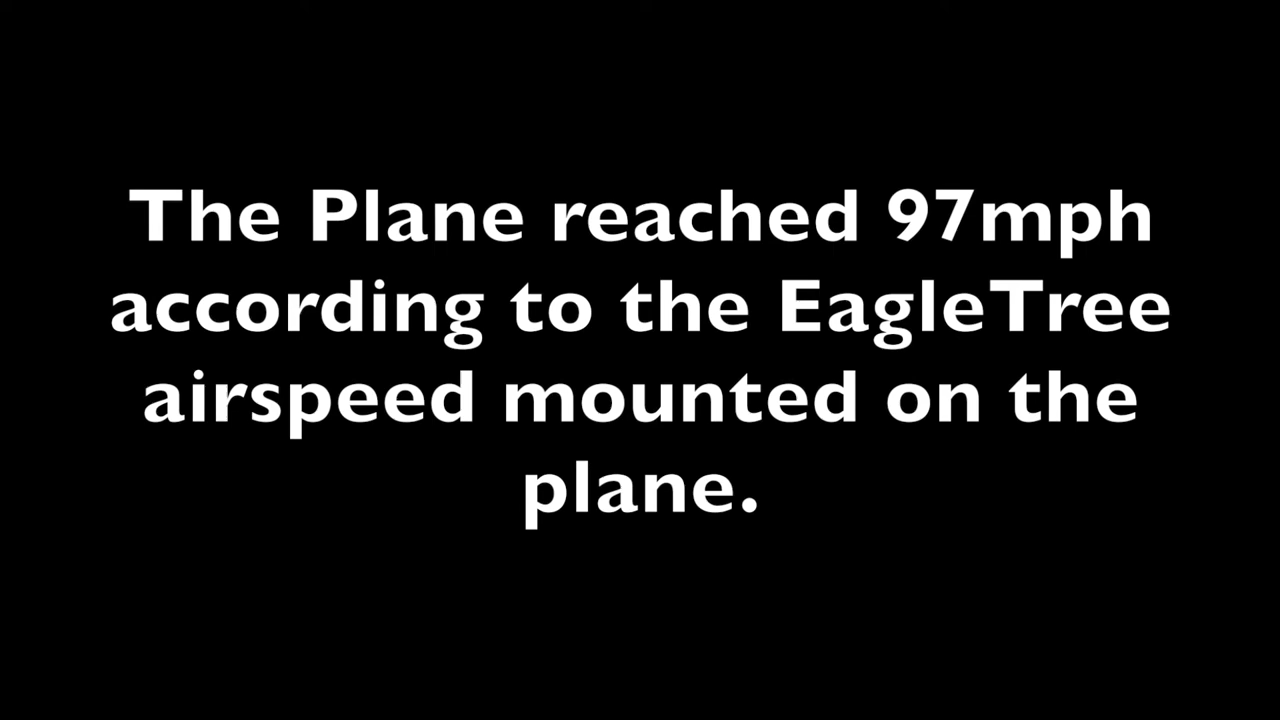 The Plane reached 97mph
according to the EagleTree
airspeed mounted on the
plane.